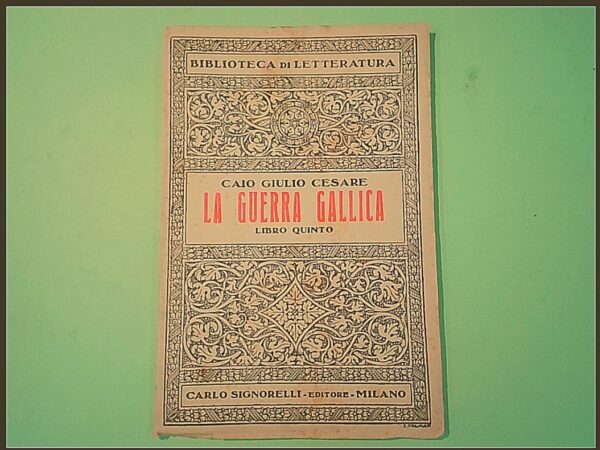 BIBLIOTECA DI LETTERATURA
CAIO GIULIO CESARE
LA GUERRA GALLICA
LIBRO QUINTO
CARLO SIGNORELLI - EDITORE - MILANO